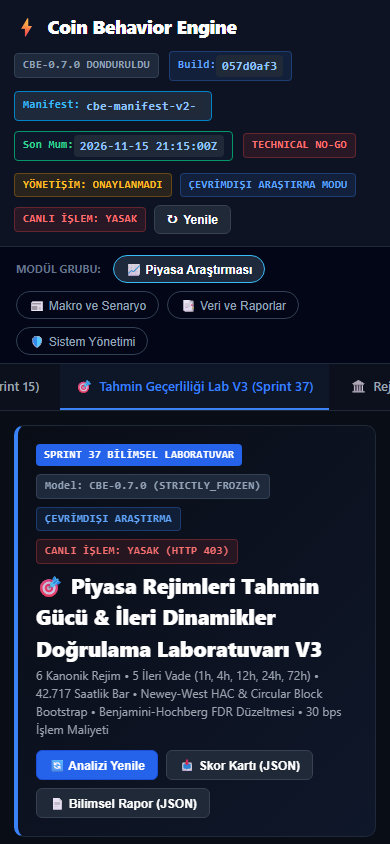 Coin Behavior Engine
CBE-0.7.0 DONDURULDU
Build: 057d0af3
Manifest: cbe-manifest-v2-
Son Mum: 2026-11-15 21:15:00Z
TECHNICAL NO-GO
YÖNETİŞİM: ONAYLANMADI
ÇEVRİMDIŞI ARAŞTIRMA MODU
CANLI İŞLEM: YASAK
↻ Yenile
MODÜL GRUBU:
Piyasa Araştırması
Makro ve Senaryo
Veri ve Raporlar
Sistem Yönetimi
rint 15)
Tahmin Geçerliliği Lab V3 (Sprint 37)
Rej
SPRINT 37 BİLİMSEL LABORATUVAR
Model: CBE-0.7.0 (STRICTLY_FROZEN)
ÇEVRİMDIŞI ARAŞTIRMA
CANLI İŞLEM: YASAK (HTTP 403)
Piyasa Rejimleri Tahmin
Gücü & İleri Dinamikler
Doğrulama Laboratuvarı V3
6 Kanonik Rejim • 5 İleri Vade (1h, 4h, 12h, 24h, 72h) •
42.717 Saatlik Bar • Newey-West HAC & Circular Block
Bootstrap • Benjamini-Hochberg FDR Düzeltmesi • 30 bps
İşlem Maliyeti
Analizi Yenile
Skor Kartı (JSON)
Bilimsel Rapor (JSON)